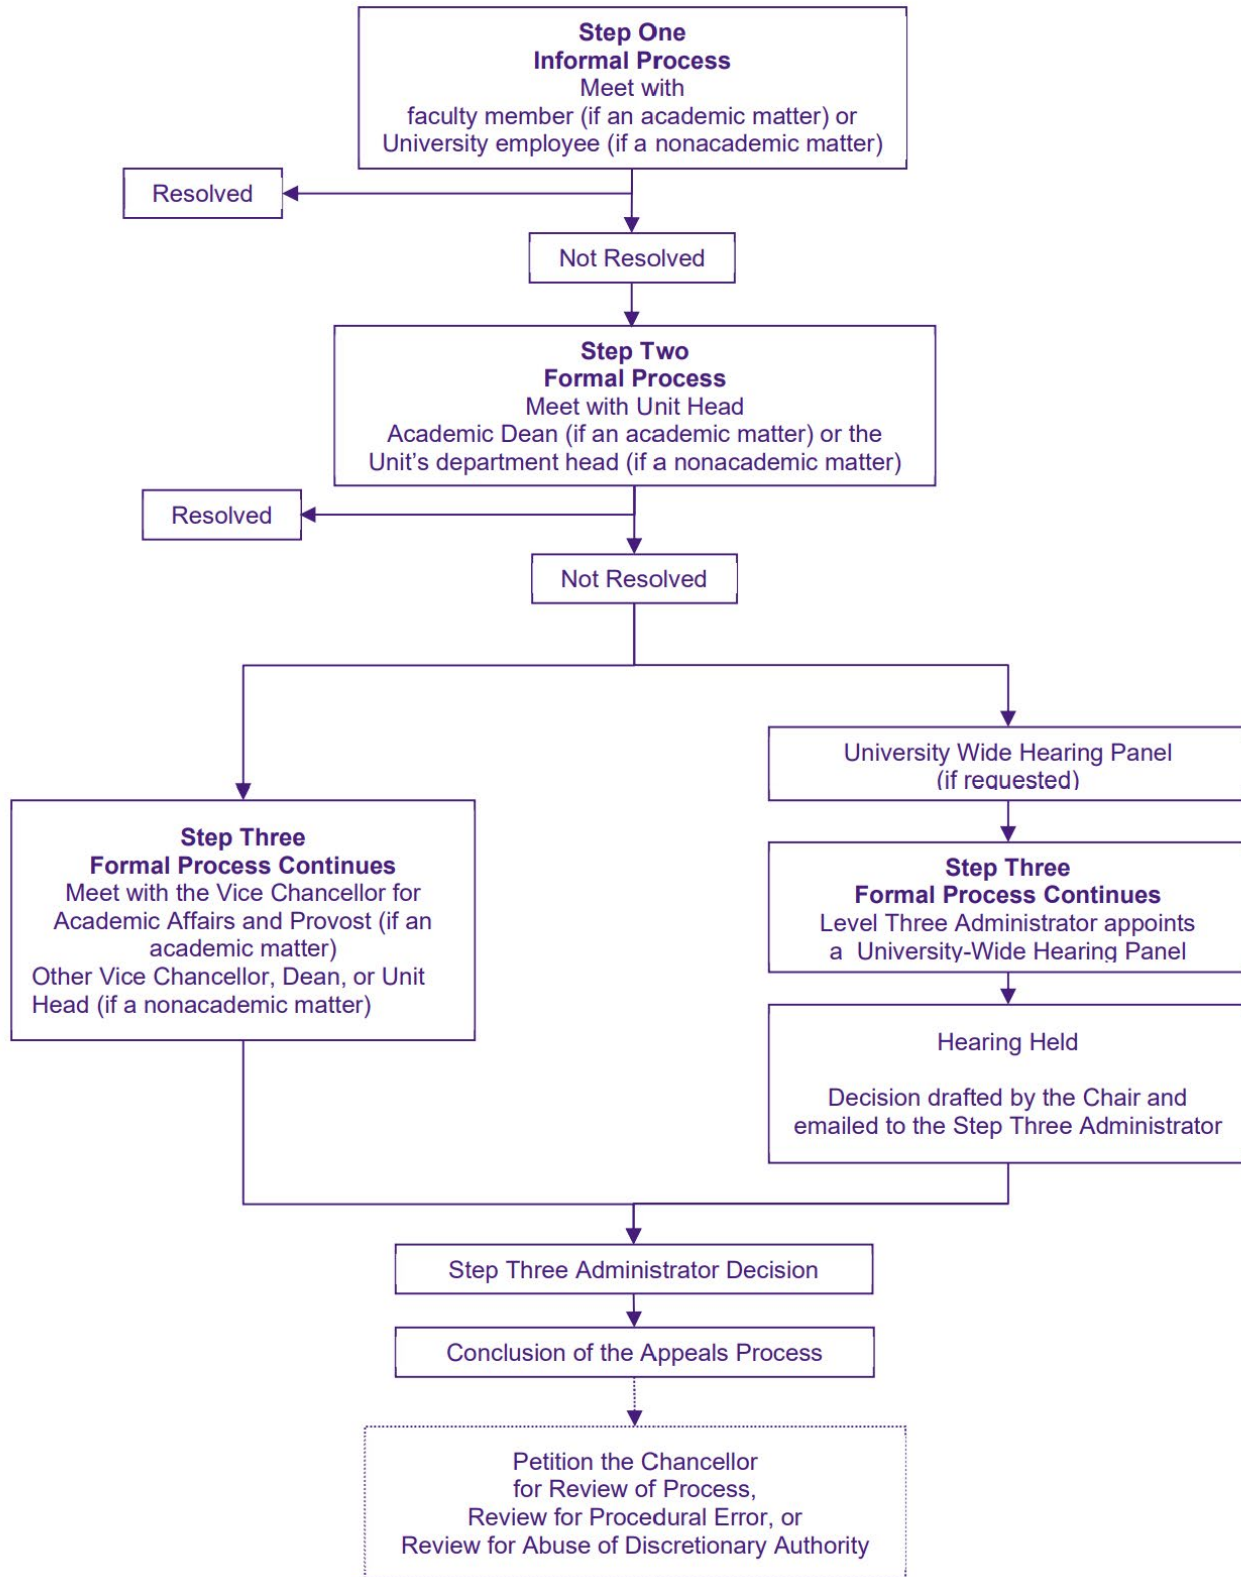 Step One
Informal Process
Meet with
faculty member (if an academic matter) or
University employee (if a nonacademic matter)
Resolved
Not Resolved
Step Two
Formal Process
Meet with Unit Head
Academic Dean (if an academic matter) or the
Unit's department head (if a nonacademic matter)
Resolved
Not Resolved
Step Three
Formal Process Continues
Meet with the Vice Chancellor for
Academic Affairs and Provost (if an
academic matter)
Other Vice Chancellor, Dean, or Unit
Head (if a nonacademic matter)
University Wide Hearing Panel
(if requested)
Step Three
Formal Process Continues
Level Three Administrator appoints
a University-Wide Hearing Panel
Hearing Held
Decision drafted by the Chair and
emailed to the Step Three Administrator
Step Three Administrator Decision
Conclusion of the Appeals Process
Petition the Chancellor
for Review of Process,
Review for Procedural Error, or
Review for Abuse of Discretionary Authority